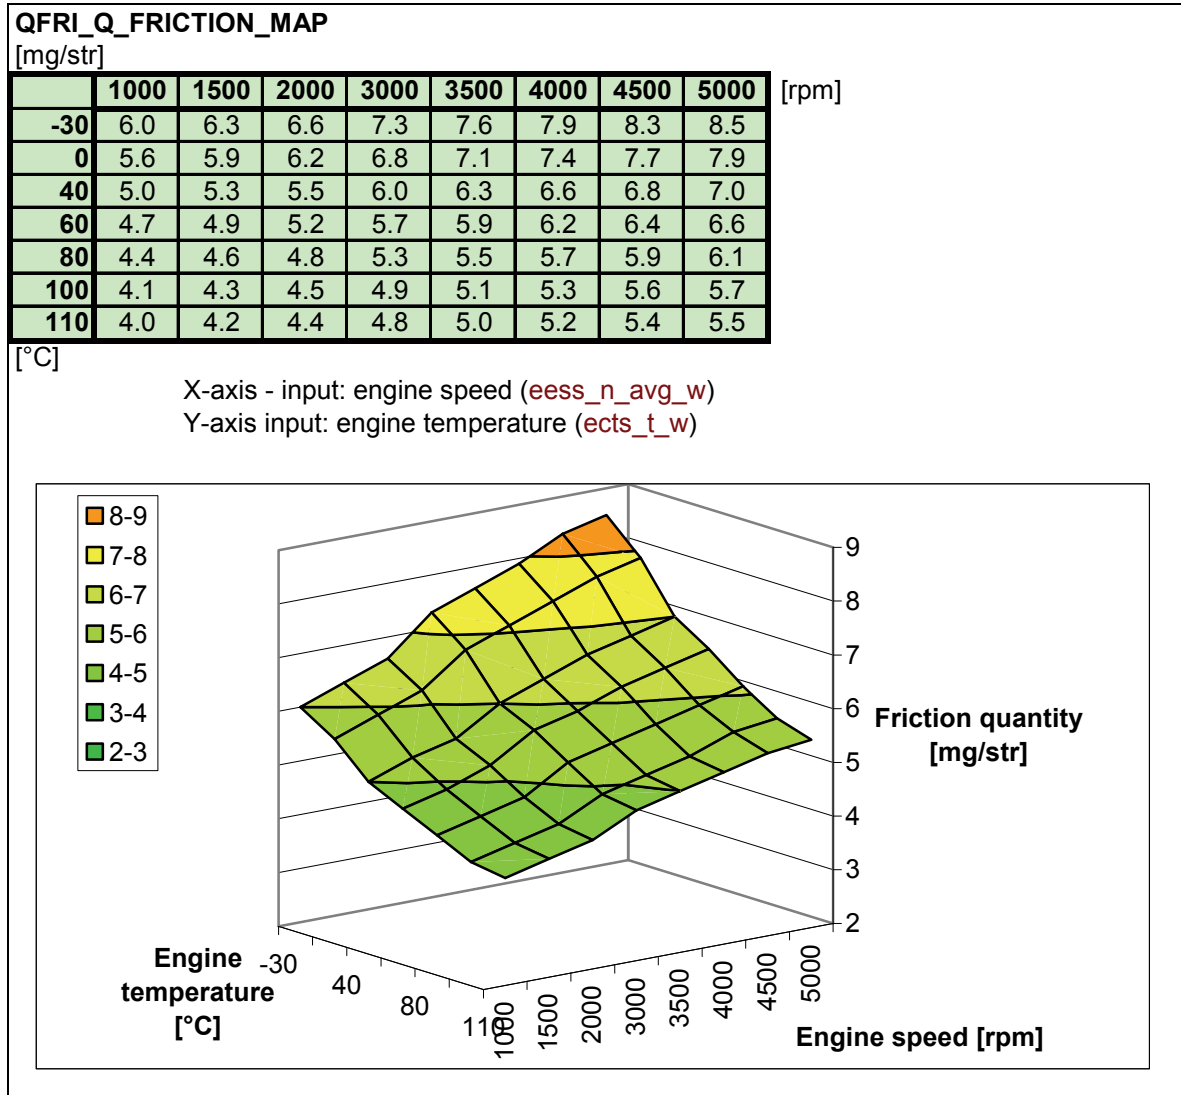 QFRI_Q_FRICTION_MAP
[mg/str]
1000 1500 2000 3000 3500 4000 4500 5000 [rpm]
-30 6.0 6.3 6.6 7.3 7.6 7.9 8.3 8.5
0 5.6 5.9 6.2 6.8 7.1 7.4 7.7 7.9
40 5.0 5.3 5.5 6.0 6.3 6.6 6.8 7.0
60 4.7 4.9 5.2 5.7 5.9 6.2 6.4 6.6
80 4.4 4.6 4.8 5.3 5.5 5.7 5.9 6.1
100 4.1 4.3 4.5 4.9 5.1 5.3 5.6 5.7
110 4.0 4.2 4.4 4.8 5.0 5.2 5.4 5.5
[°C]
X-axis - input: engine speed (eess_n_avg_w)
Y-axis input: engine temperature (ects_t_w)
8-9
7-8
6-7
5-6
4-5
3-4
2-3
9
8
7
6
5
4
3
2
Friction quantity
[mg/str]
Engine
temperature
[°C]
-30
40
80
110
1000
1500
2000
3000
3500
4000
4500
5000
Engine speed [rpm]